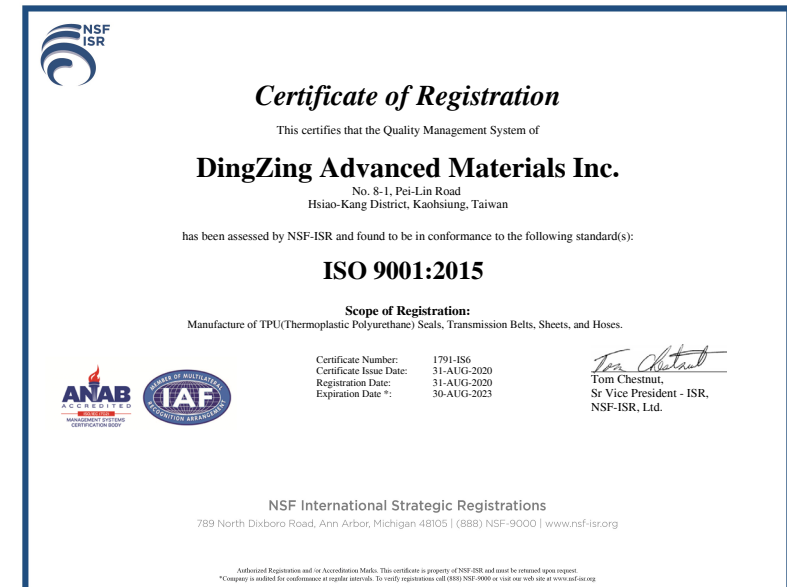 NSF
ISR
Certificate of Registration
This certifies that the Quality Management System of
DingZing Advanced Materials Inc.
No. 8-1, Pei-Lin Road
Hsiao-Kang District, Kaohsiung, Taiwan
has been assessed by NSF-ISR and found to be in conformance to the following standard(s):
ISO 9001:2015
Scope of Registration:
Manufacture of TPU(Thermoplastic Polyurethane) Seals, Transmission Belts, Sheets, and Hoses.
ANAB
ACCREDITED
ISO/IEC 17021
MANAGEMENT SYSTEMS
CERTIFICATION BODY
MEMBER OF MULTILATERAL
IAF
RECOGNITION ARRANGEMENT
Certificate Number: 1791-IS6
Certificate Issue Date: 31-AUG-2020
Registration Date: 31-AUG-2020
Expiration Date *: 30-AUG-2023
Tom Chestnut
Tom Chestnut,
Sr Vice President - ISR,
NSF-ISR, Ltd.
NSF International Strategic Registrations
789 North Dixboro Road, Ann Arbor, Michigan 48105 | (888) NSF-9000 | www.nsf-isr.org
Authorized Registration and /or Accreditation Marks. This certificate is property of NSF-ISR and must be returned upon request.
*Company is audited for conformance at regular intervals. To verify registrations call (888) NSF-9000 or visit our web site at www.nsf-isr.org